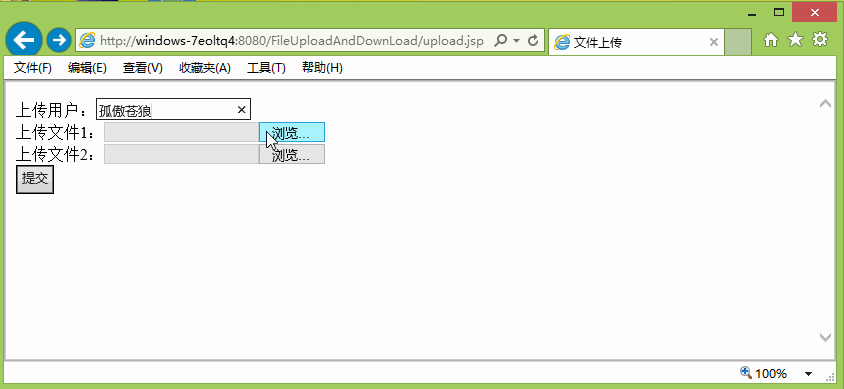 http://windows-7eoltq4:8080/FileUploadAndDownLoad/upload.jsp 文件上传
文件(F) 编辑(E) 查看(V) 收藏夹(A) 工具(T) 帮助(H)
上传用户：孤傲苍狼
上传文件1： 浏览...
上传文件2： 浏览...
提交
100%